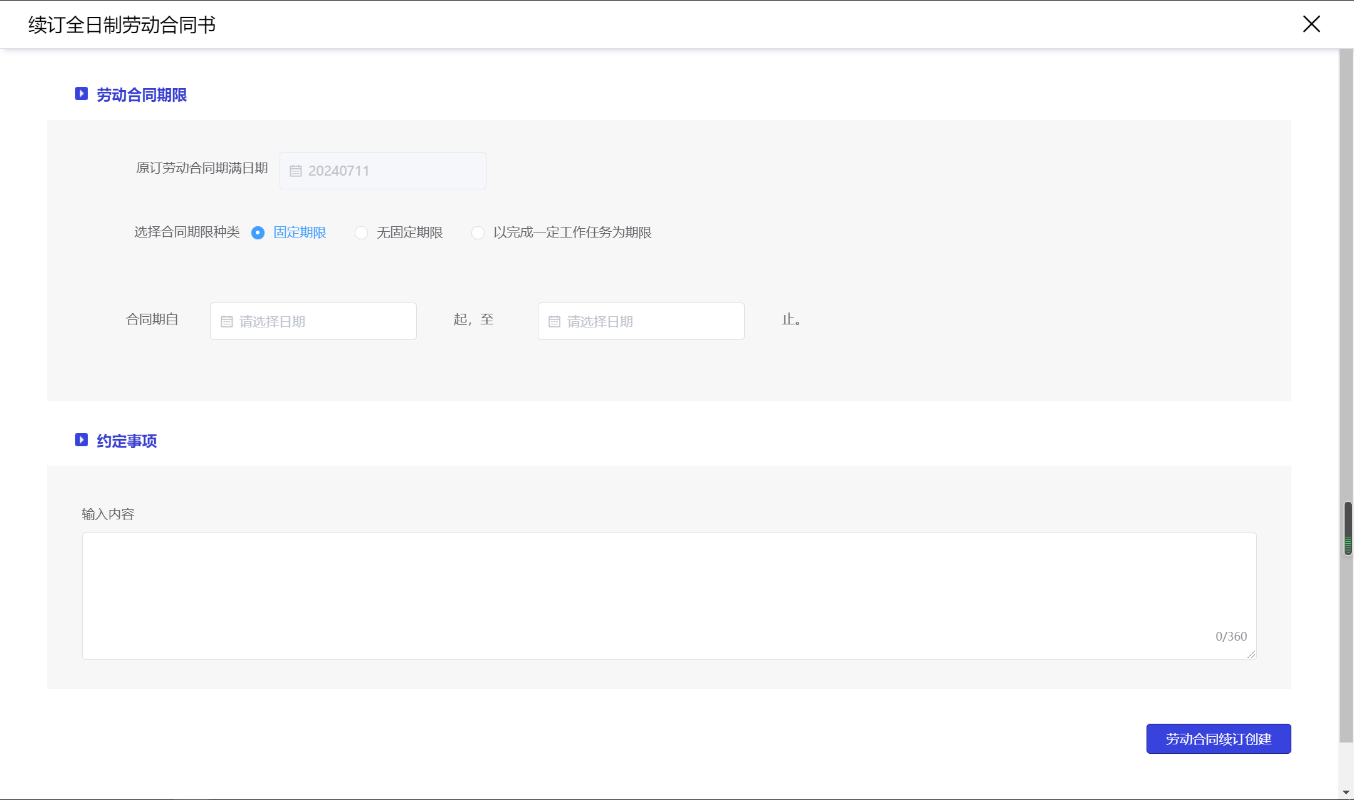 续订全日制劳动合同书
劳动合同期限
原订劳动合同期满日期 20240711
选择合同期限种类 固定期限 无固定期限 以完成一定工作任务为期限
合同期自 请选择日期 起，至 请选择日期 止。
约定事项
输入内容
0/360
劳动合同续订创建